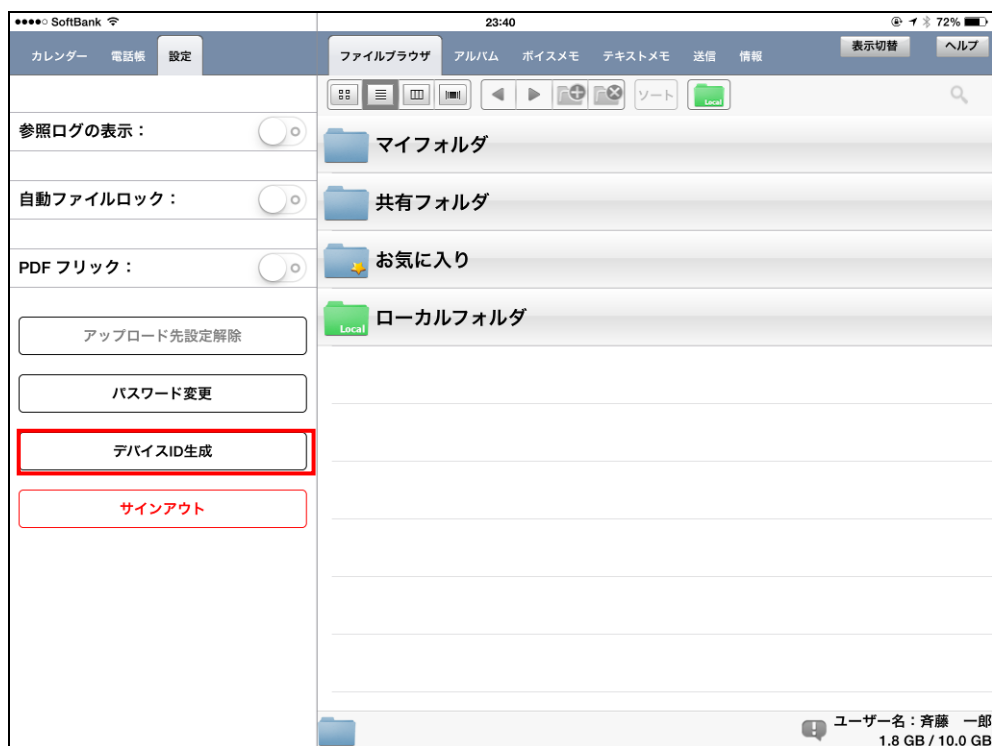 SoftBank
23:40
72%
カレンダー 電話帳 設定
ファイルブラウザ アルバム ボイスメモ テキストメモ 送信 情報
表示切替 ヘルプ
ソート
Local
参照ログの表示：
自動ファイルロック：
PDF フリック：
アップロード先設定解除
パスワード変更
デバイスID生成
サインアウト
マイフォルダ
共有フォルダ
お気に入り
Local
ローカルフォルダ
ユーザー名：斉藤 一郎
1.8 GB / 10.0 GB